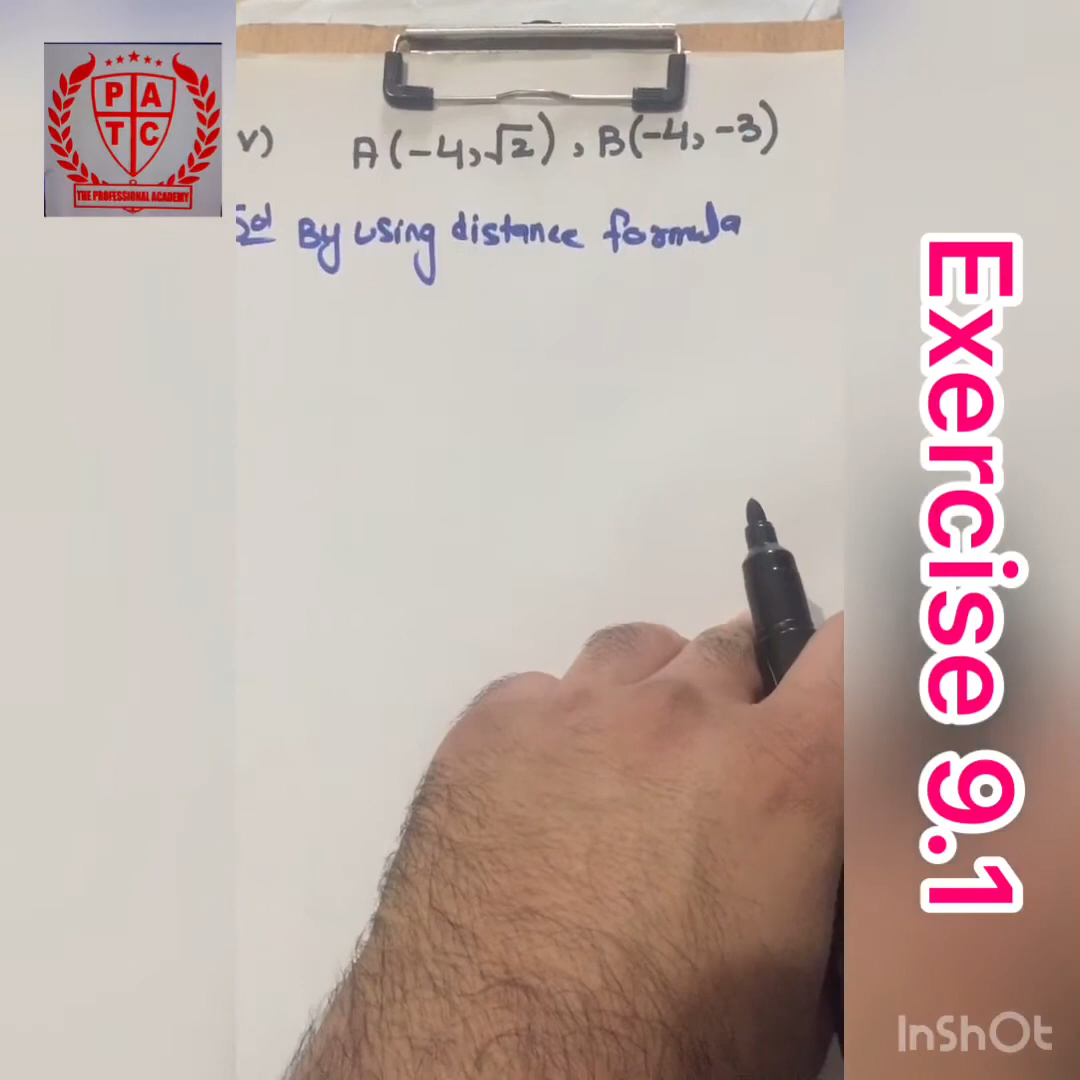 P A
T C
THE PROFESSIONAL ACADEMY
v) A(-4,√2), B(-4, -3)
Sol By using distance formula
Exercise 9.1
InShOt